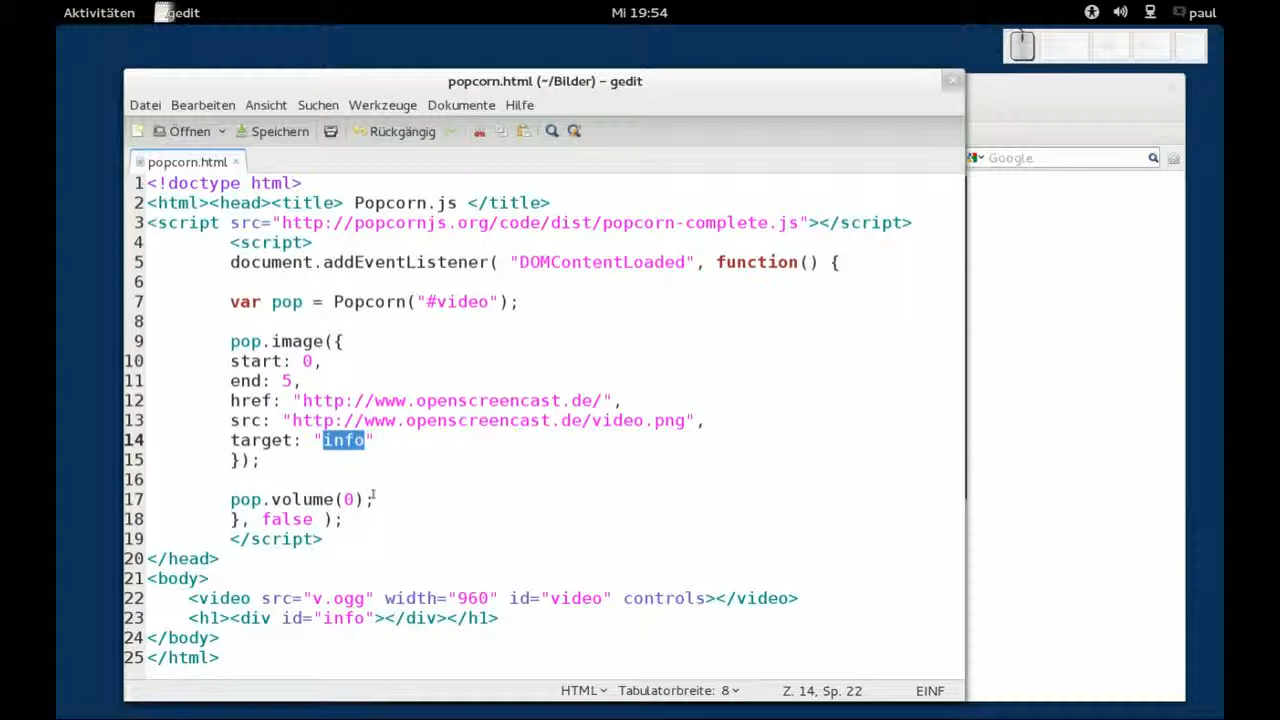 Aktivitäten gedit Mi 19:54 paul
popcorn.html (~/Bilder) – gedit
Datei Bearbeiten Ansicht Suchen Werkzeuge Dokumente Hilfe
Öffnen Speichern Rückgängig
popcorn.html
Google
1 <!doctype html>
2 <html><head><title> Popcorn.js </title>
3 <script src="http://popcornjs.org/code/dist/popcorn-complete.js"></script>
4 <script>
5 document.addEventListener( "DOMContentLoaded", function() {
6
7 var pop = Popcorn("#video");
8
9 pop.image({
10 start: 0,
11 end: 5,
12 href: "http://www.openscreencast.de/",
13 src: "http://www.openscreencast.de/video.png",
14 target: "info"
15 });
16
17 pop.volume(0);
18 }, false );
19 </script>
20 </head>
21 <body>
22 <video src="v.ogg" width="960" id="video" controls></video>
23 <h1><div id="info"></div></h1>
24 </body>
25 </html>
HTML Tabulatorbreite: 8 Z. 14, Sp. 22 EINF